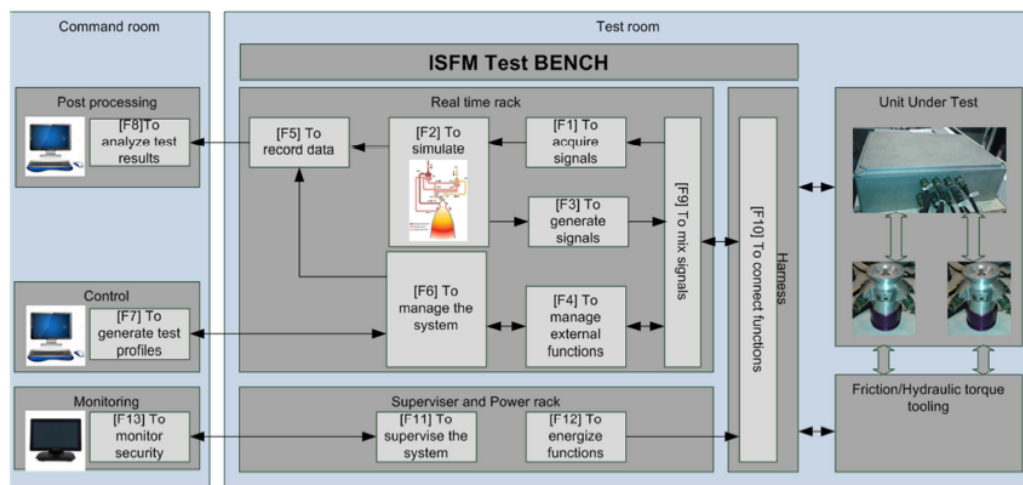 Command room
Test room
ISFM Test BENCH
Post processing
[F8]To
analyze test
results
Real time rack
[F5] To
record data
[F2] To
simulate
[F1] To
acquire
signals
[F3] To
generate
signals
[F9] To mix signals
[F10] To connect functions
Harness
Unit Under Test
Control
[F7] To
generate test
profiles
[F6] To
manage the
system
[F4] To
manage
external
functions
Monitoring
[F13] To
monitor
security
Superviser and Power rack
[F11] To
supervise the
system
[F12] To
energize
functions
Friction/Hydraulic torque
tooling